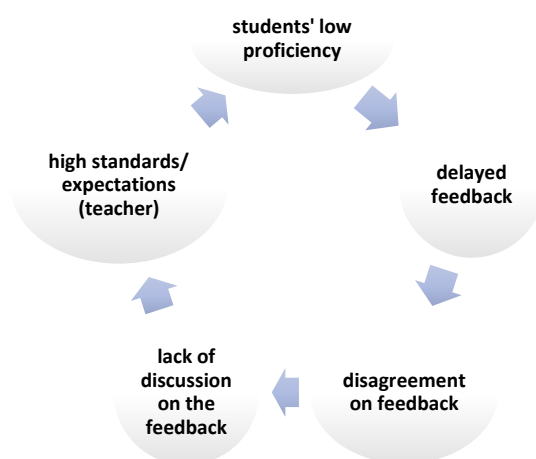 students' low
proficiency
delayed
feedback
disagreement
on feedback
lack of
discussion
on the
feedback
high standards/
expectations
(teacher)